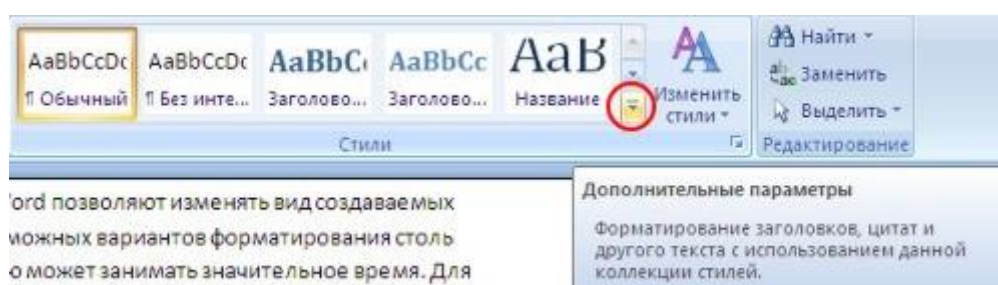 AaBbCcDc AaBbCcDc AaBbC AaBbCc АаВ
¶ Обычный ¶ Без инте... Заголово... Заголово... Название
Изменить
стили
Стили
Найти
Заменить
Выделить
Редактирование
ord позволяют изменять вид создаваемых
можных вариантов форматирования столь
о может занимать значительное время. Для
Дополнительные параметры
Форматирование заголовков, цитат и
другого текста с использованием данной
коллекции стилей.